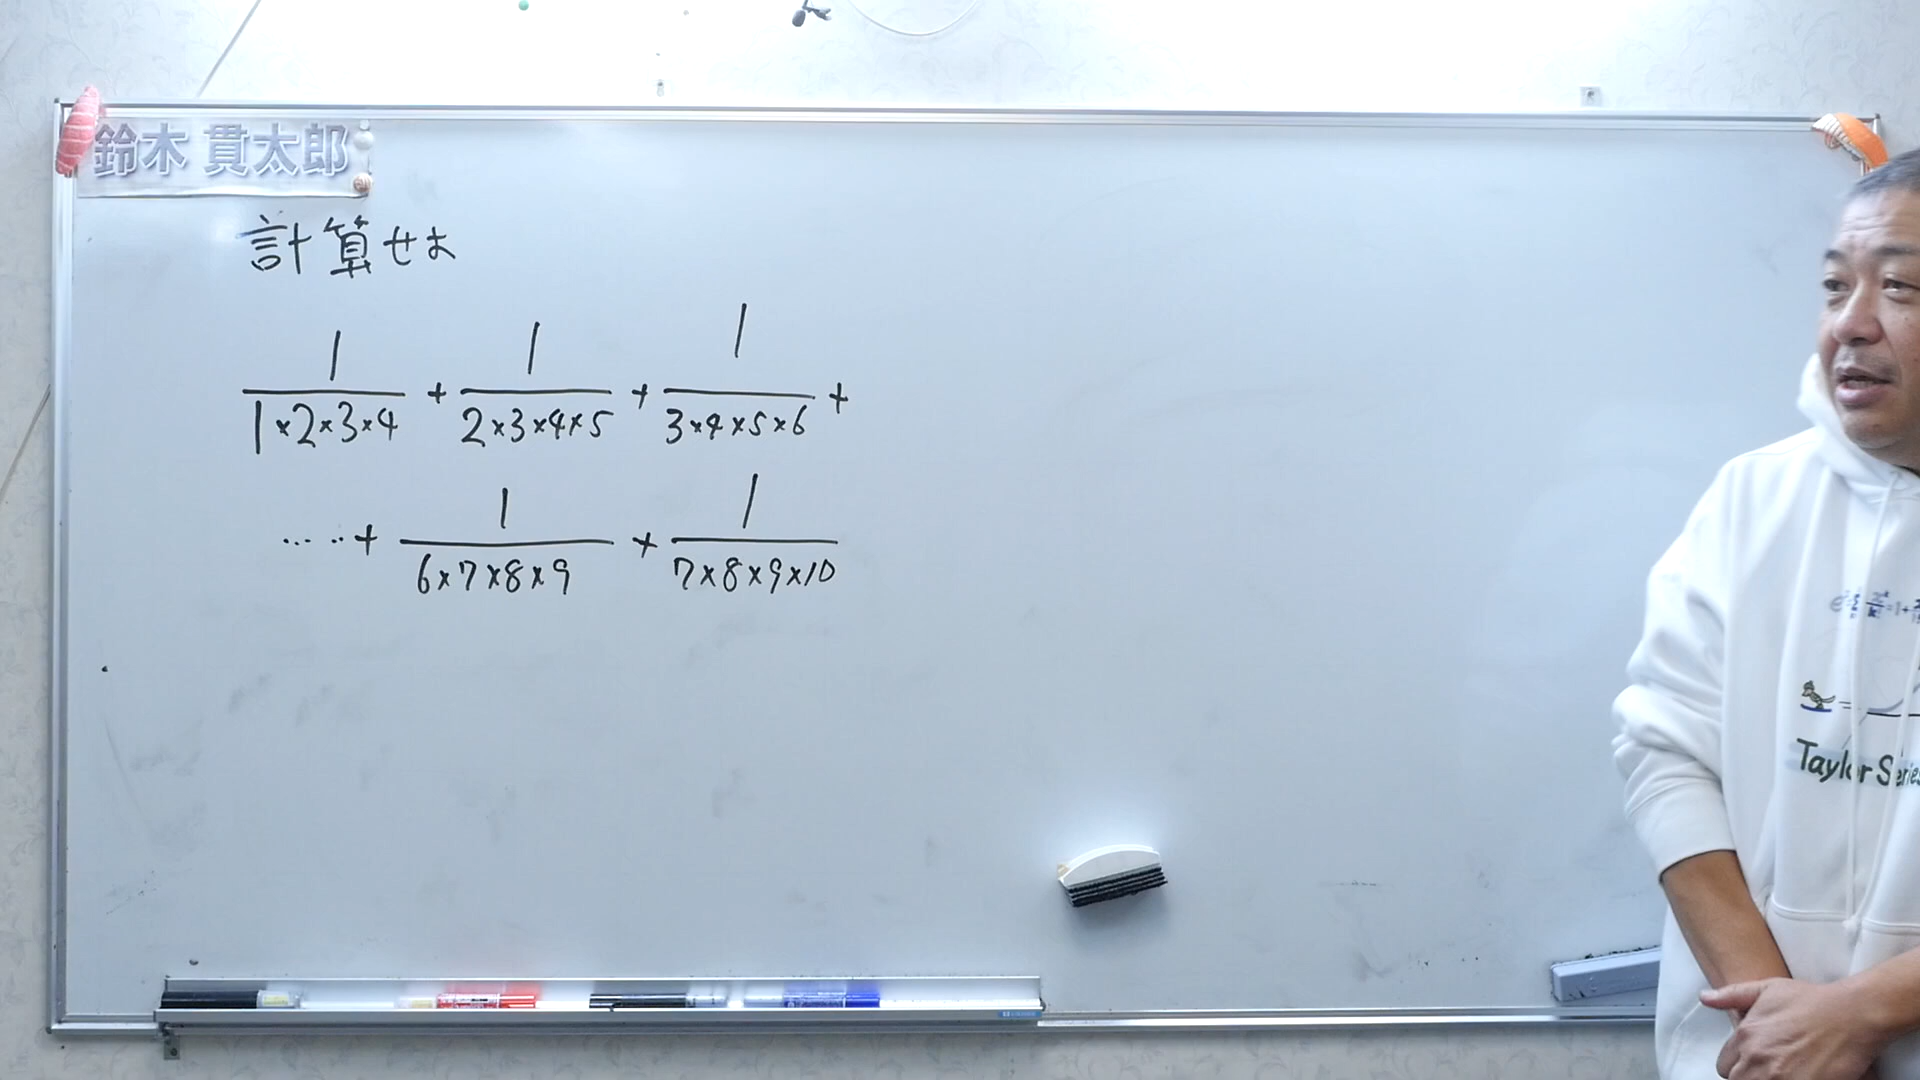 鈴木 貫太郎
計算せよ
1/(1×2×3×4) + 1/(2×3×4×5) + 1/(3×4×5×6) +
‥‥‥+ 1/(6×7×8×9) + 1/(7×8×9×10)
Taylor Series